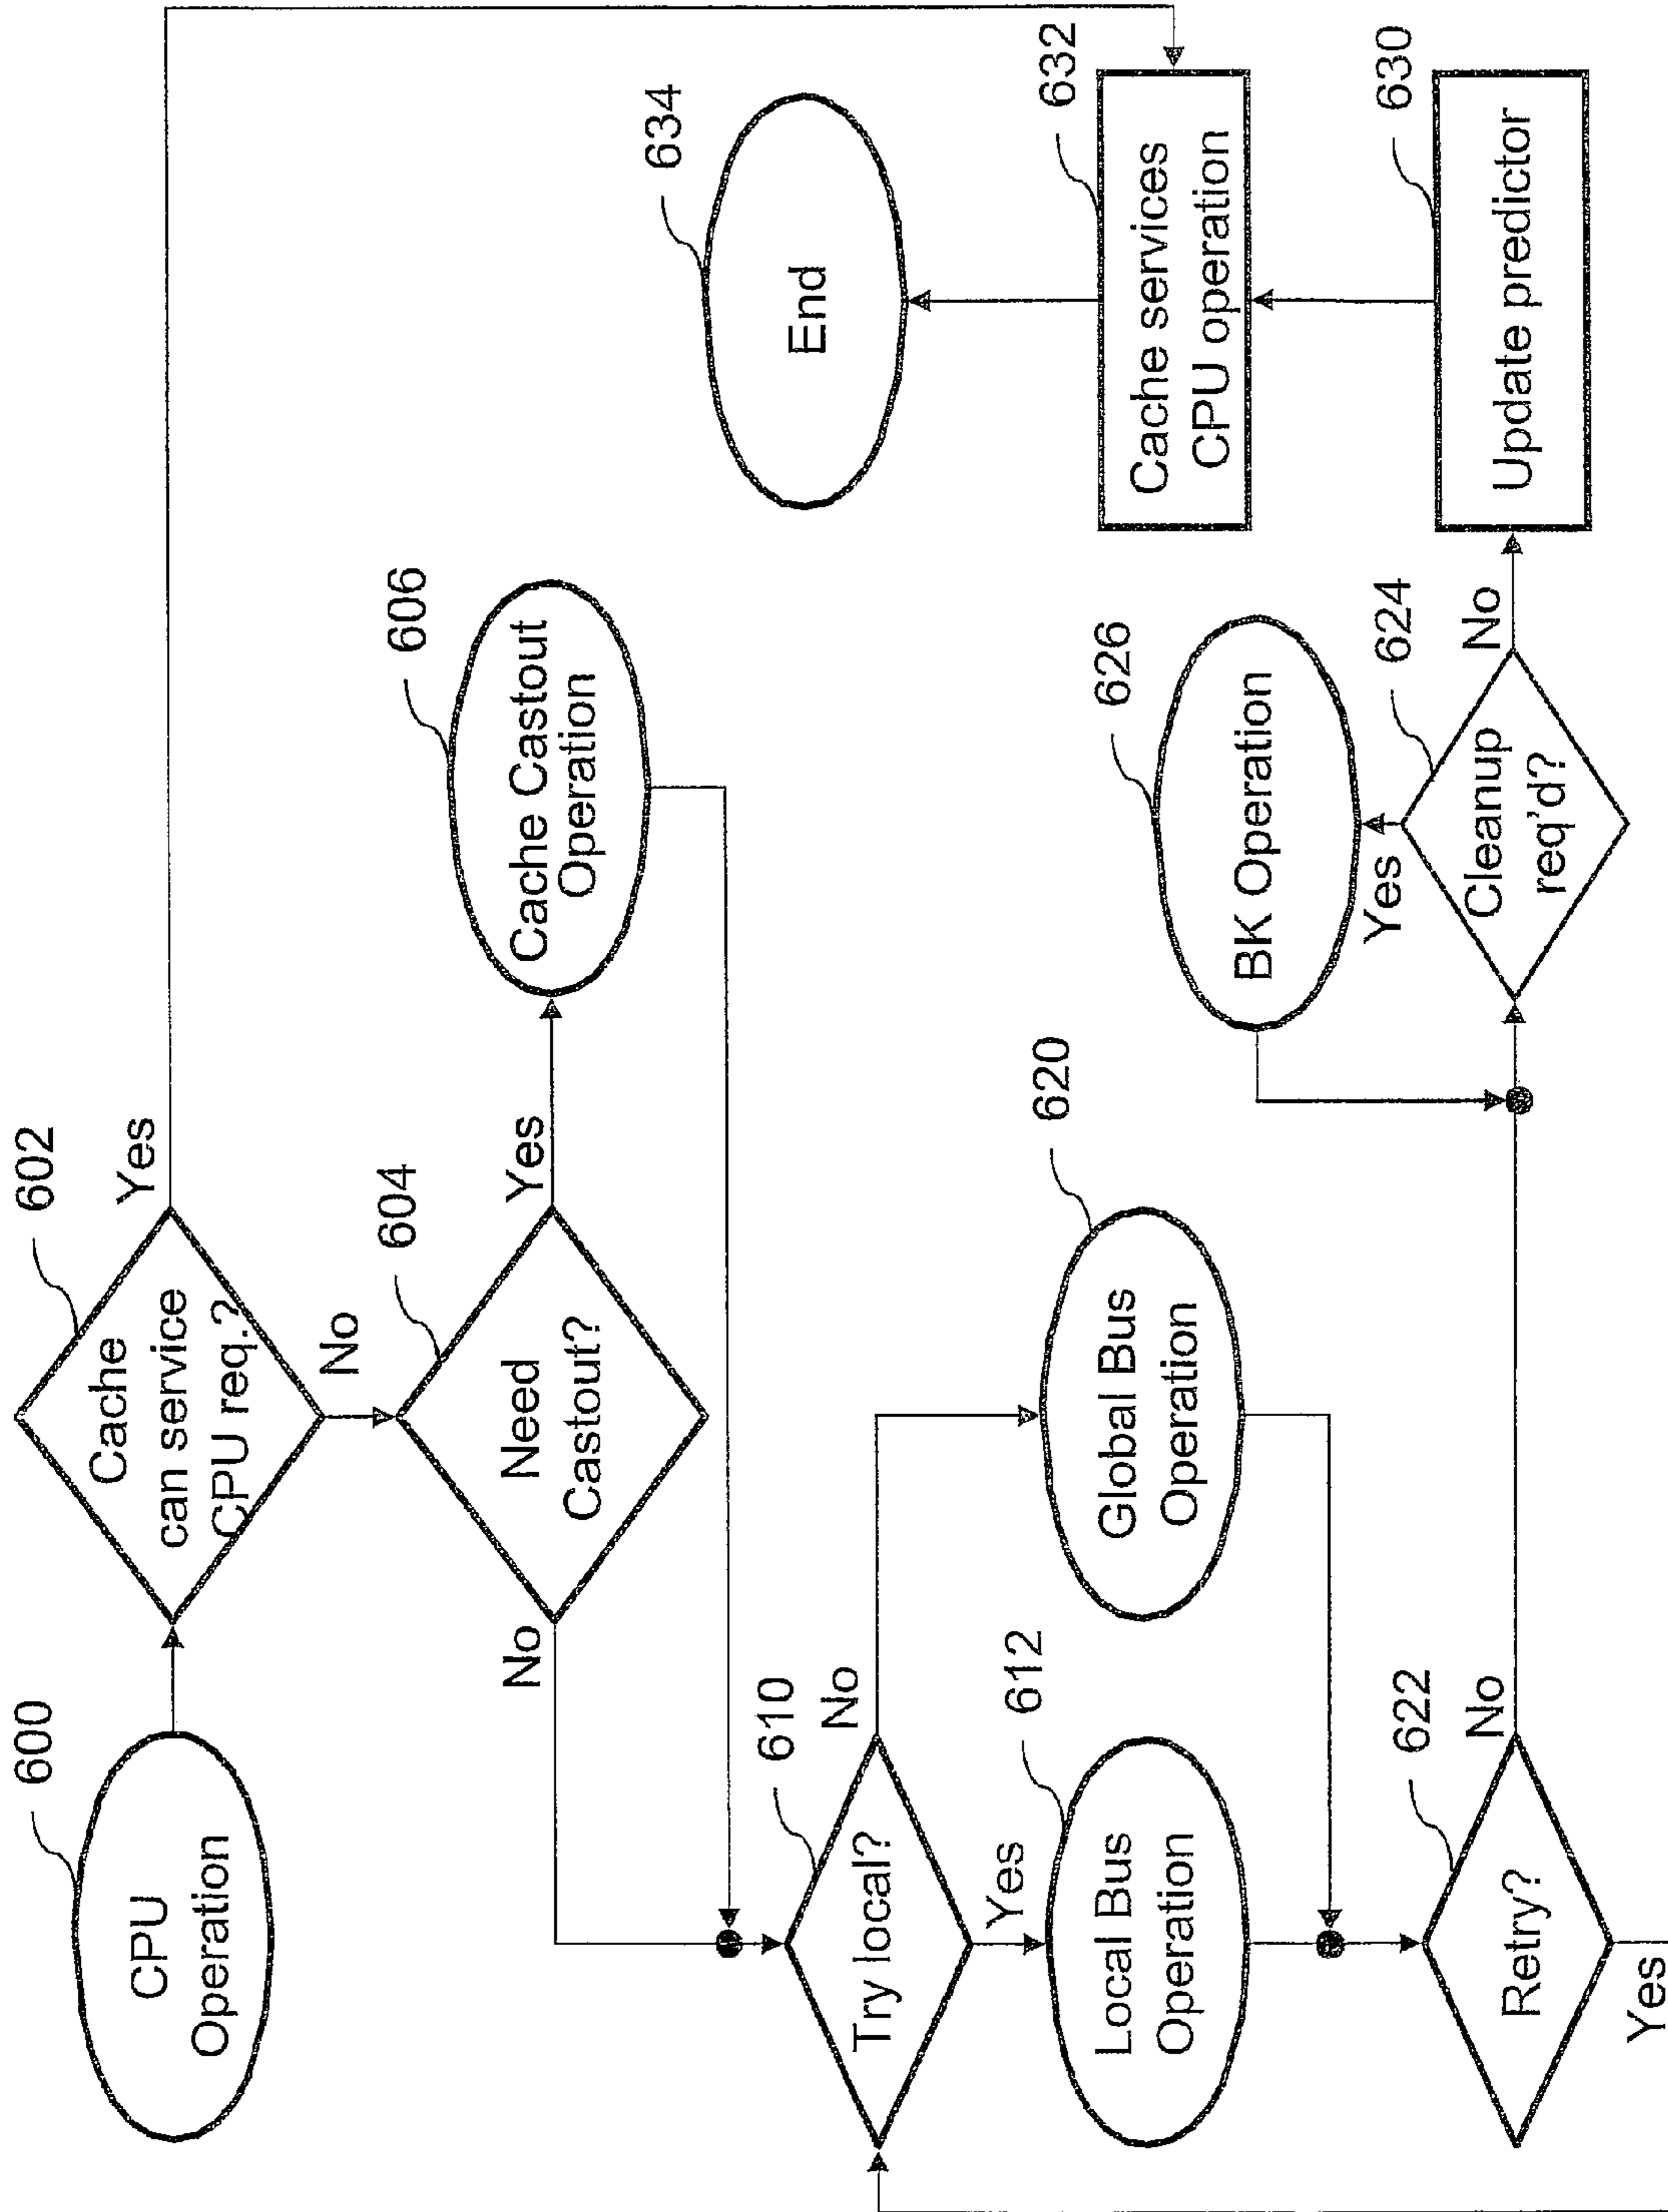 600
CPU
Operation
602
Cache
can service
CPU req.?
Yes
No
604
Need
Castout?
Yes
No
606
Cache Castout
Operation
610
Try local?
No
Yes
612
Local Bus
Operation
620
Global Bus
Operation
622
Retry?
No
Yes
626
BK Operation
Yes
624
Cleanup
req'd?
No
630
Update predictor
632
Cache services
CPU operation
634
End